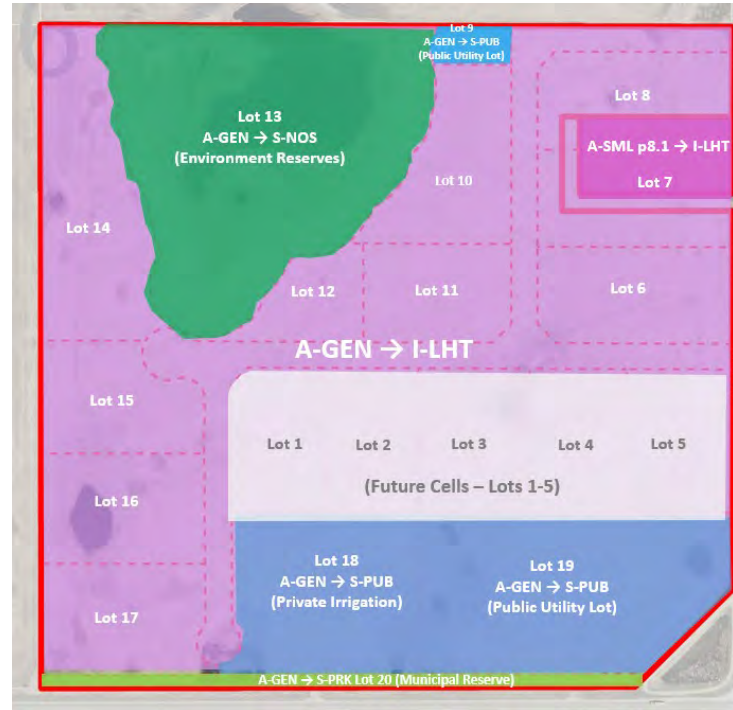 Lot 9
A-GEN → S-PUB
(Public Utility Lot)
Lot 8
Lot 13
A-GEN → S-NOS
(Environment Reserves)
A-SML p8.1 → I-LHT
Lot 7
Lot 10
Lot 14
Lot 12
Lot 11
Lot 6
A-GEN → I-LHT
Lot 15
Lot 1
Lot 2
Lot 3
Lot 4
Lot 5
(Future Cells – Lots 1-5)
Lot 16
Lot 18
A-GEN → S-PUB
(Private Irrigation)
Lot 19
A-GEN → S-PUB
(Public Utility Lot)
Lot 17
A-GEN → S-PRK Lot 20 (Municipal Reserve)